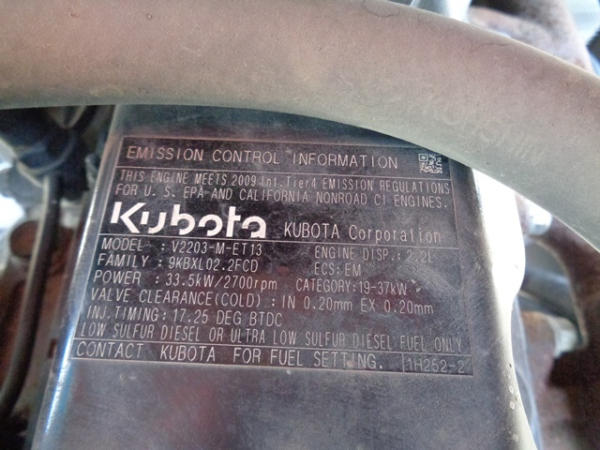 EMISSION CONTROL INFORMATION
THIS ENGINE MEETS 2009 Int.Tier4 EMISSION REGULATIONS
FOR U.S. EPA AND CALIFORNIA NONROAD CI ENGINES.
Kubota KUBOTA Corporation
MODEL : V2203-M-ET13 ENGINE DISP.: 2.2L
FAMILY : 9KBXL02.2FCD ECS:EM
POWER : 33.5kW/2700rpm CATEGORY:19-37kW
VALVE CLEARANCE(COLD) : IN 0.20mm EX 0.20mm
INJ.TIMING: 17.25 DEG BTDC
LOW SULFUR DIESEL OR ULTRA LOW SULFUR DIESEL FUEL ONLY
CONTACT KUBOTA FOR FUEL SETTING. 1H252-2